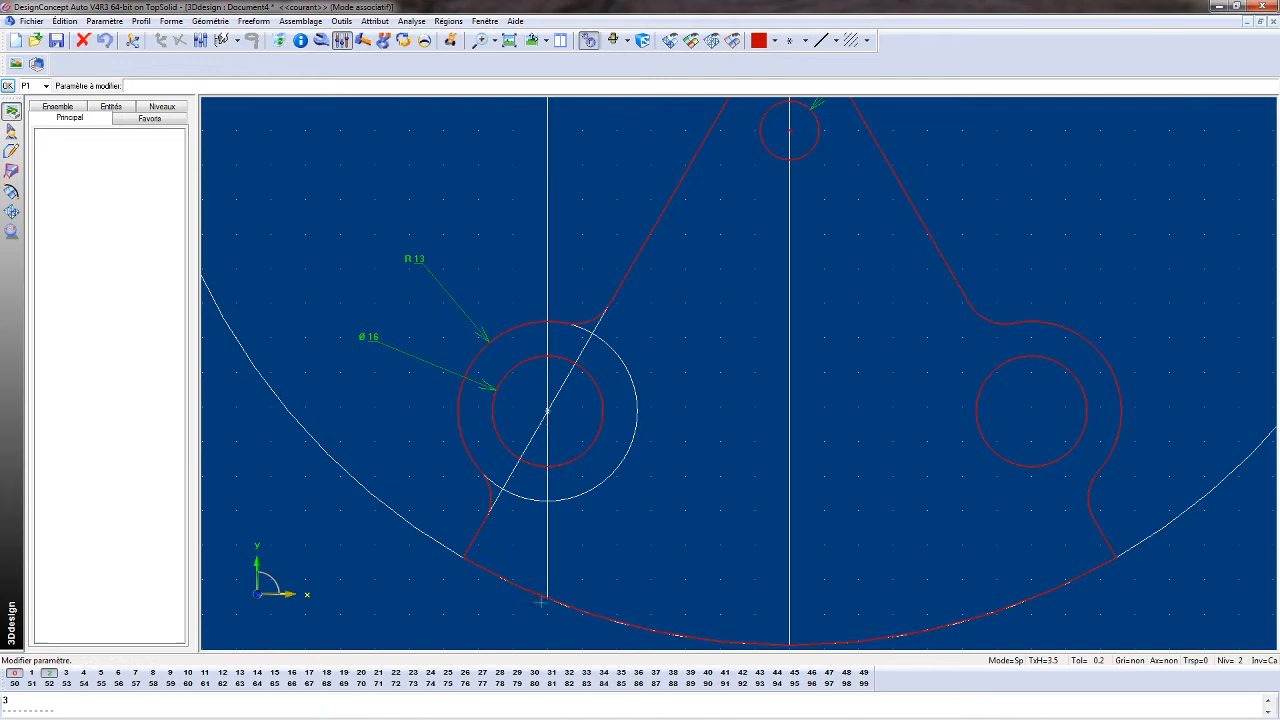 DesignConcept Auto V4R3 64-bit on TopSolid - [3Ddesign : Document4 * <<courant>> (Mode associatif)]
Fichier Édition Paramètre Profil Forme Géométrie Freeform Assemblage Outils Attribut Analyse Régions Fenêtre Aide
OK P1 Paramètre à modifier:
Ensemble Entités Niveaux
Principal Favoris
R 13
Ø 16
Y
x
3Ddesign
Modifier paramètre. Mode=Sp TxH=3.5 Tol= 0.2 Gri=non Axe=non Trsp=0 Niv= 2 Inv=Ca
0 1 2 3 4 5 6 7 8 9 10 11 12 13 14 15 16 17 18 19 20 21 22 23 24 25 26 27 28 29 30 31 32 33 34 35 36 37 38 39 40 41 42 43 44 45 46 47 48 49
50 51 52 53 54 55 56 57 58 59 60 61 62 63 64 65 66 67 68 69 70 71 72 73 74 75 76 77 78 79 80 81 82 83 84 85 86 87 88 89 90 91 92 93 94 95 96 97 98 99
3
----------